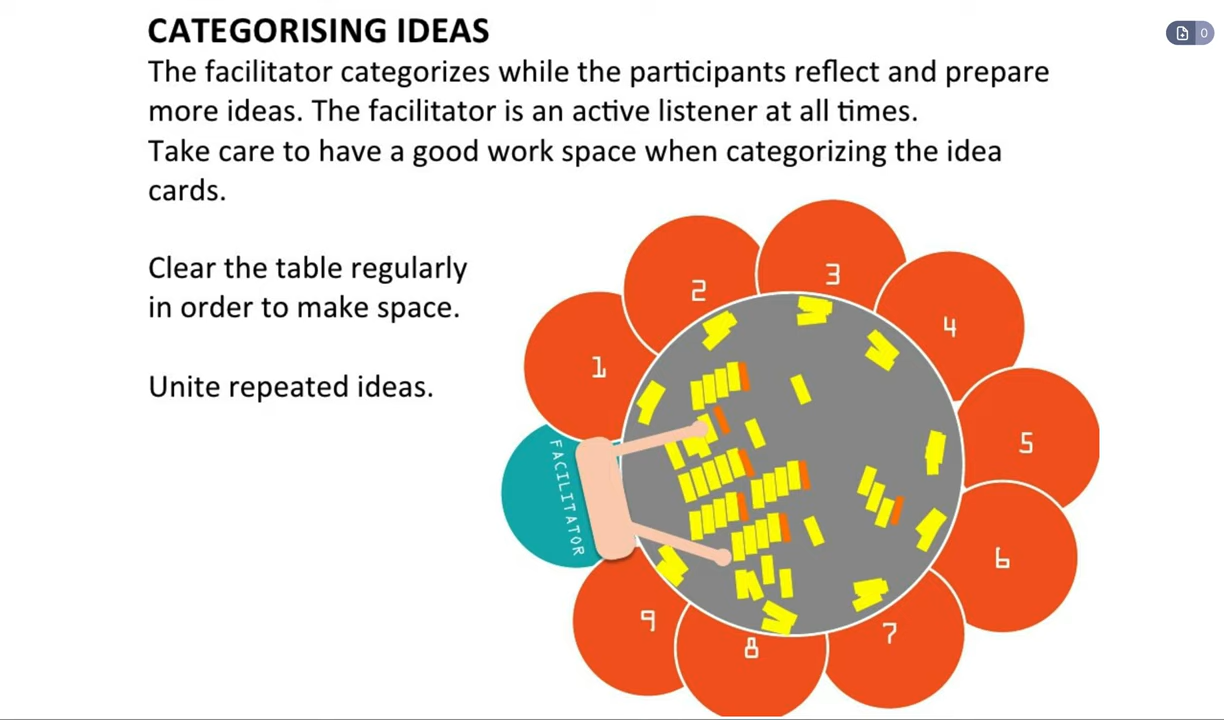 CATEGORISING IDEAS
The facilitator categorizes while the participants reflect and prepare
more ideas. The facilitator is an active listener at all times.
Take care to have a good work space when categorizing the idea
cards.
Clear the table regularly
in order to make space.
Unite repeated ideas.
0
1
2
3
4
5
6
7
8
9
FACILITATOR